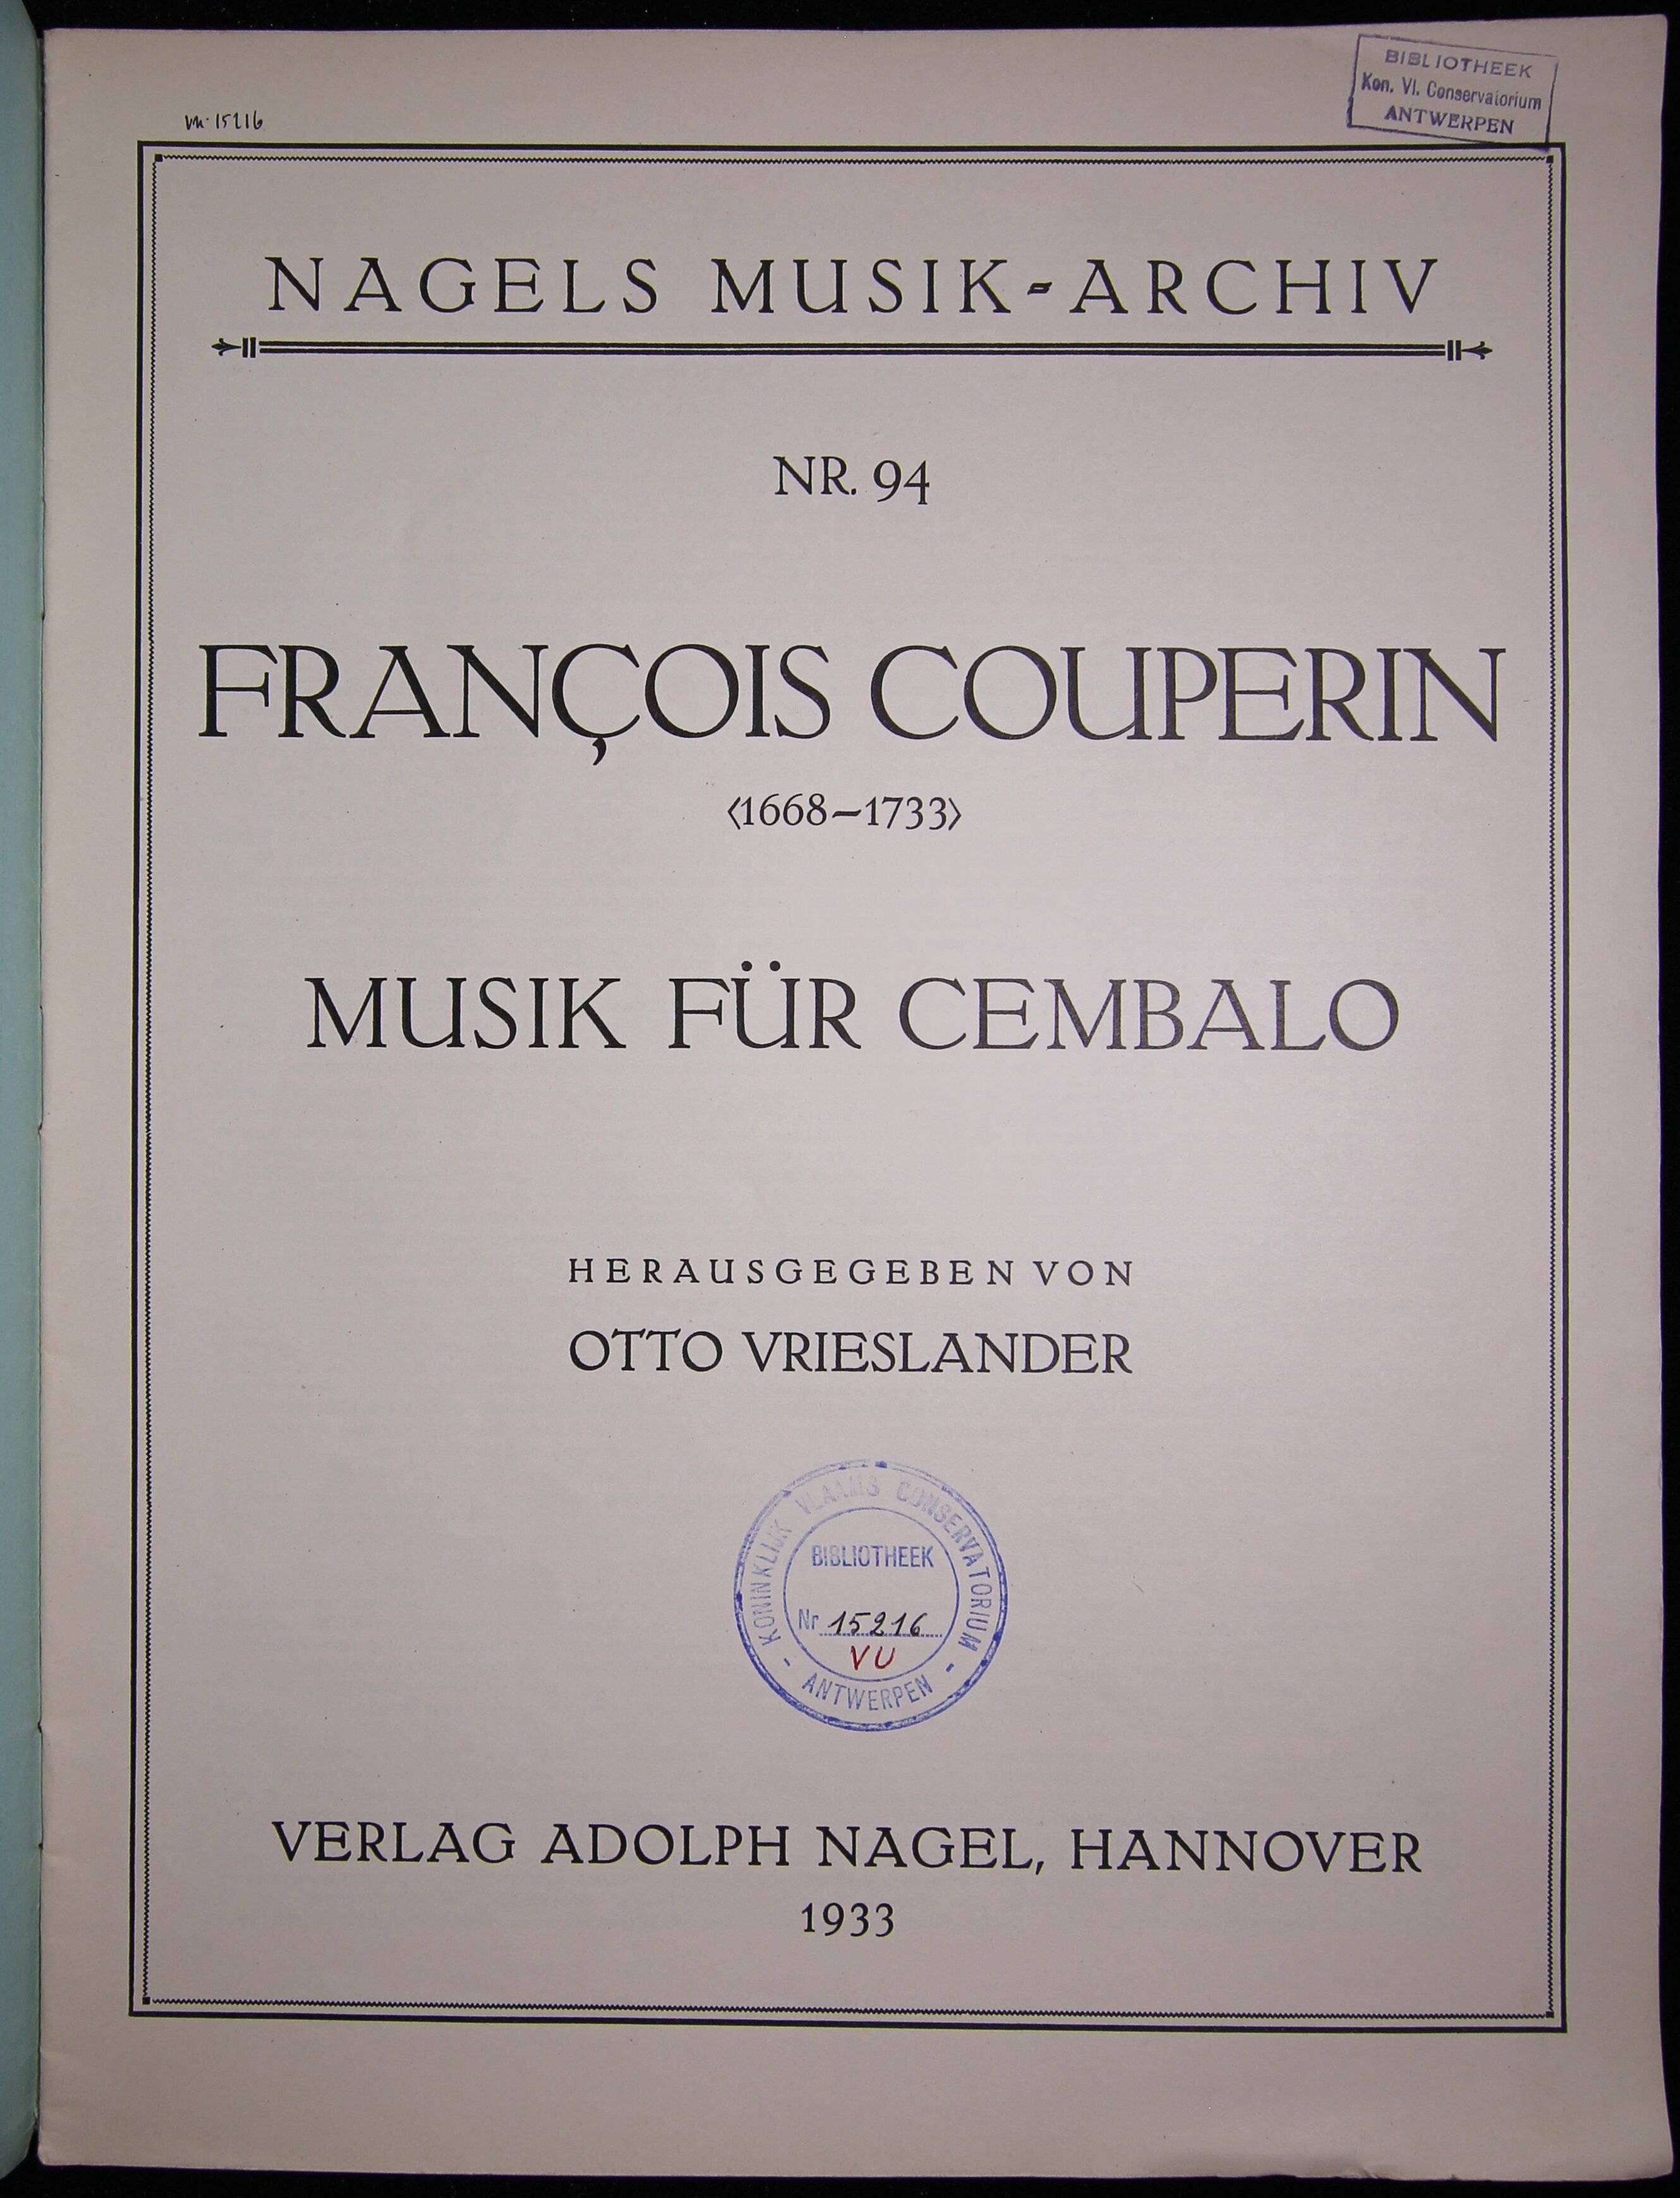 BIBLIOTHEEK
Kon. Vl. Conservatorium
ANTWERPEN
15216
NAGELS MUSIK-ARCHIV
NR. 94
FRANÇOIS COUPERIN
⟨1668–1733⟩
MUSIK FÜR CEMBALO
HERAUSGEGEBEN VON
OTTO VRIESLANDER
KONINKLIJK VLAAMS CONSERVATORIUM
BIBLIOTHEEK
Nr 15216
VU
- ANTWERPEN -
VERLAG ADOLPH NAGEL, HANNOVER
1933